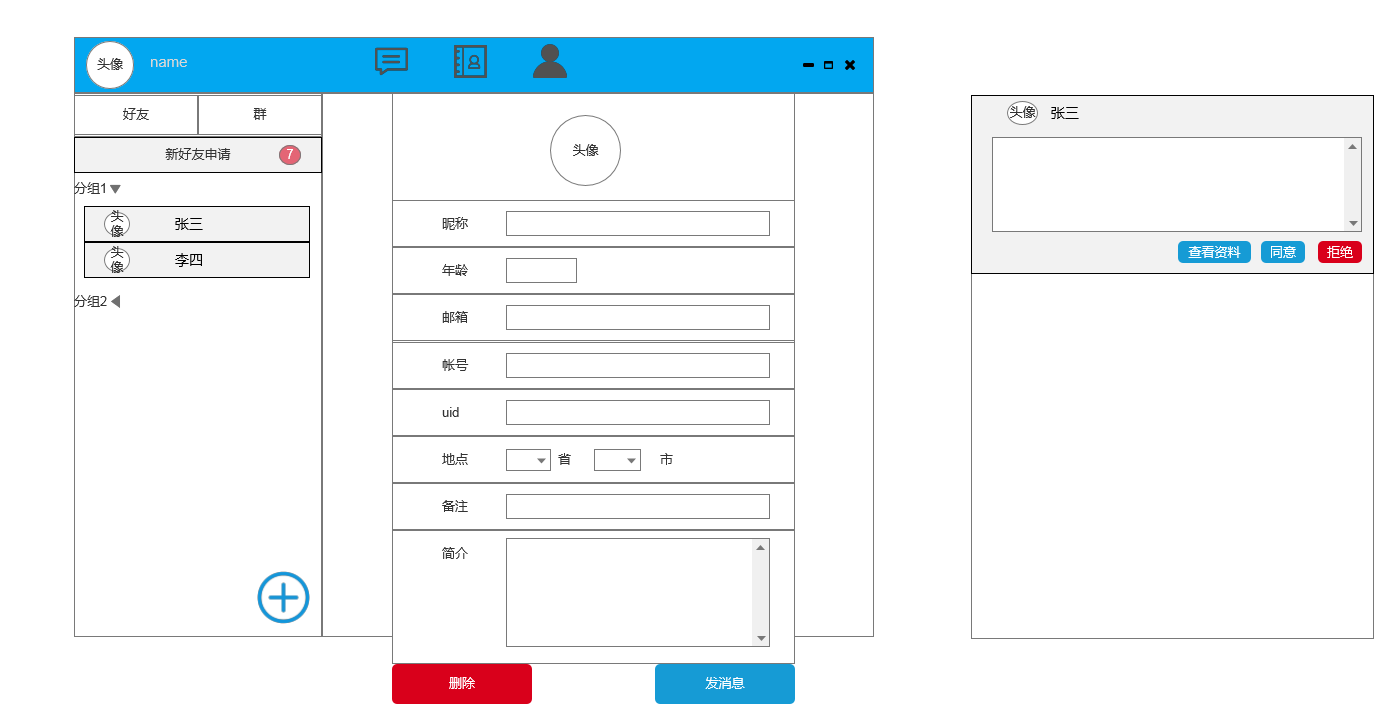 头像
name
好友
群
新好友申请
7
分组1
头像
张三
头像
李四
分组2
头像
昵称
年龄
邮箱
帐号
uid
地点
省
市
备注
简介
删除
发消息
头像
张三
查看资料
同意
拒绝